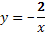 y = -2/x